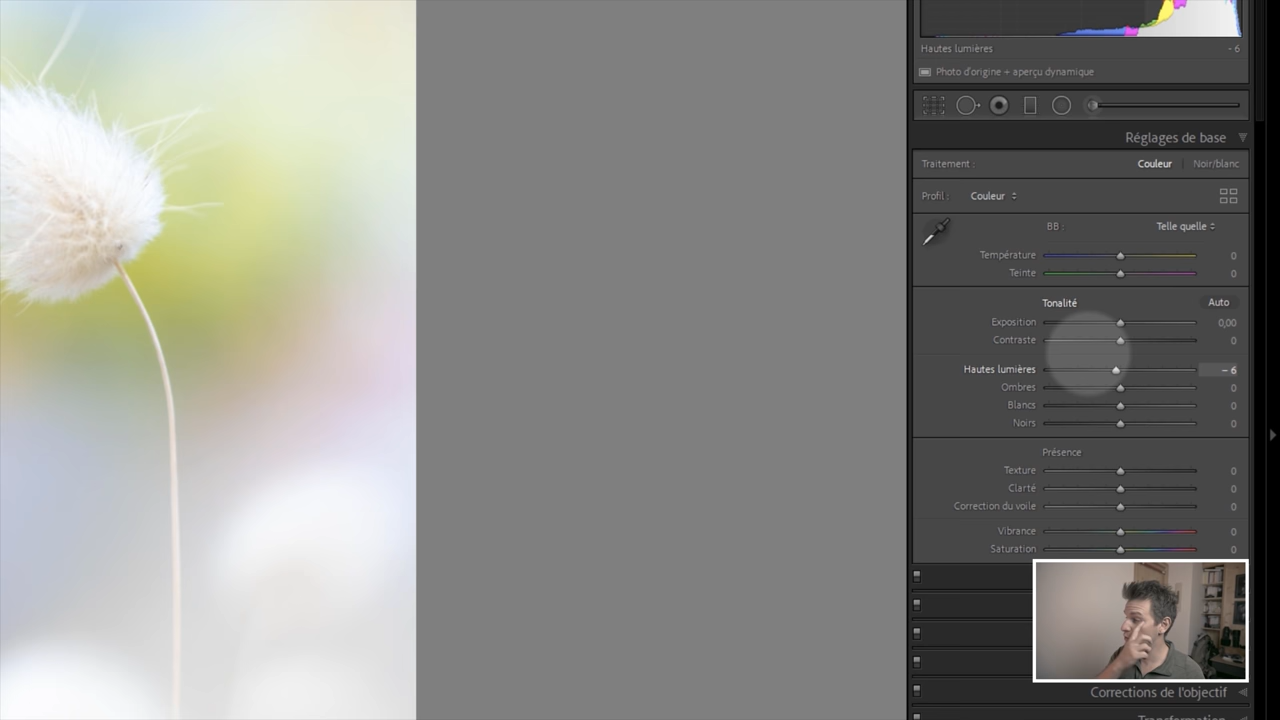 Hautes lumières - 6
Photo d'origine + aperçu dynamique
Réglages de base
Traitement : Couleur Noir/blanc
Profil : Couleur
BB : Telle quelle
Température 0
Teinte 0
Tonalité Auto
Exposition 0,00
Contraste 0
Hautes lumières – 6
Ombres 0
Blancs 0
Noirs 0
Présence
Texture 0
Clarté 0
Correction du voile 0
Vibrance 0
Saturation 0
Corrections de l'objectif
Transformation